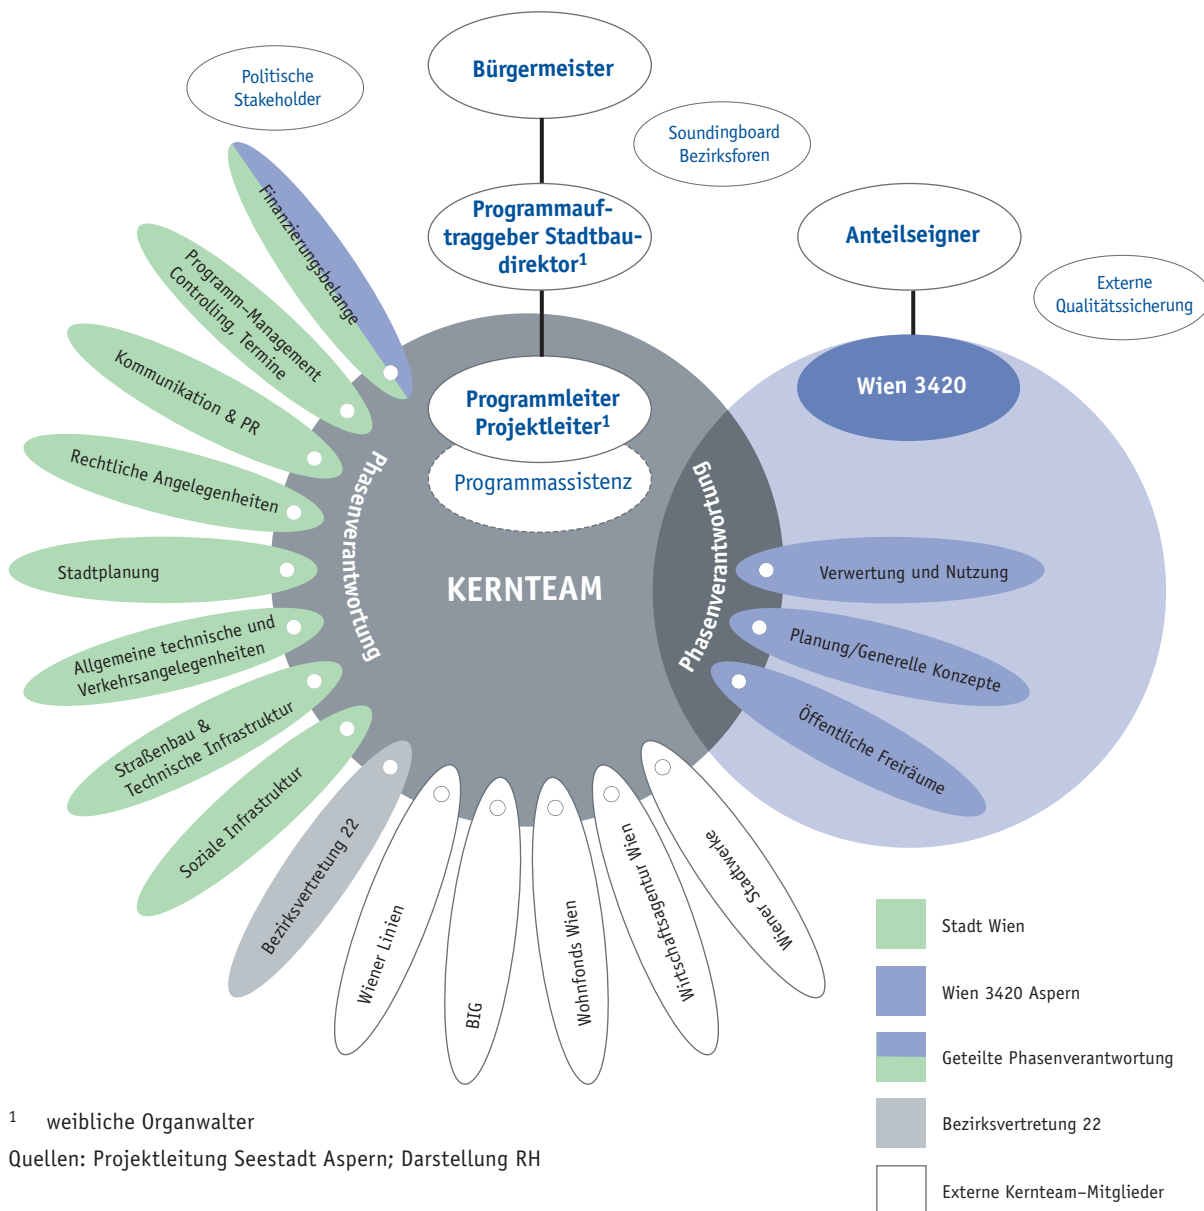 Bürgermeister
Politische
Stakeholder
Soundingboard
Bezirksforen
Programmauf-
traggeber Stadtbau-
direktor¹
Anteilseigner
Externe
Qualitätssicherung
Wien 3420
Programmleiter
Projektleiter¹
Programmassistenz
KERNTEAM
Phasenverantwortung
Phasenverantwortung
Finanzierungsbelange
Programm–Management
Controlling, Termine
Kommunikation & PR
Rechtliche Angelegenheiten
Stadtplanung
Allgemeine technische und
Verkehrsangelegenheiten
Straßenbau &
Technische Infrastruktur
Soziale Infrastruktur
Bezirksvertretung 22
Wiener Linien
BIG
Wohnfonds Wien
Wirtschaftsagentur Wien
Wiener Stadtwerke
Verwertung und Nutzung
Planung/Generelle Konzepte
Öffentliche Freiräume
Stadt Wien
Wien 3420 Aspern
Geteilte Phasenverantwortung
Bezirksvertretung 22
Externe Kernteam–Mitglieder
¹ weibliche Organwalter
Quellen: Projektleitung Seestadt Aspern; Darstellung RH